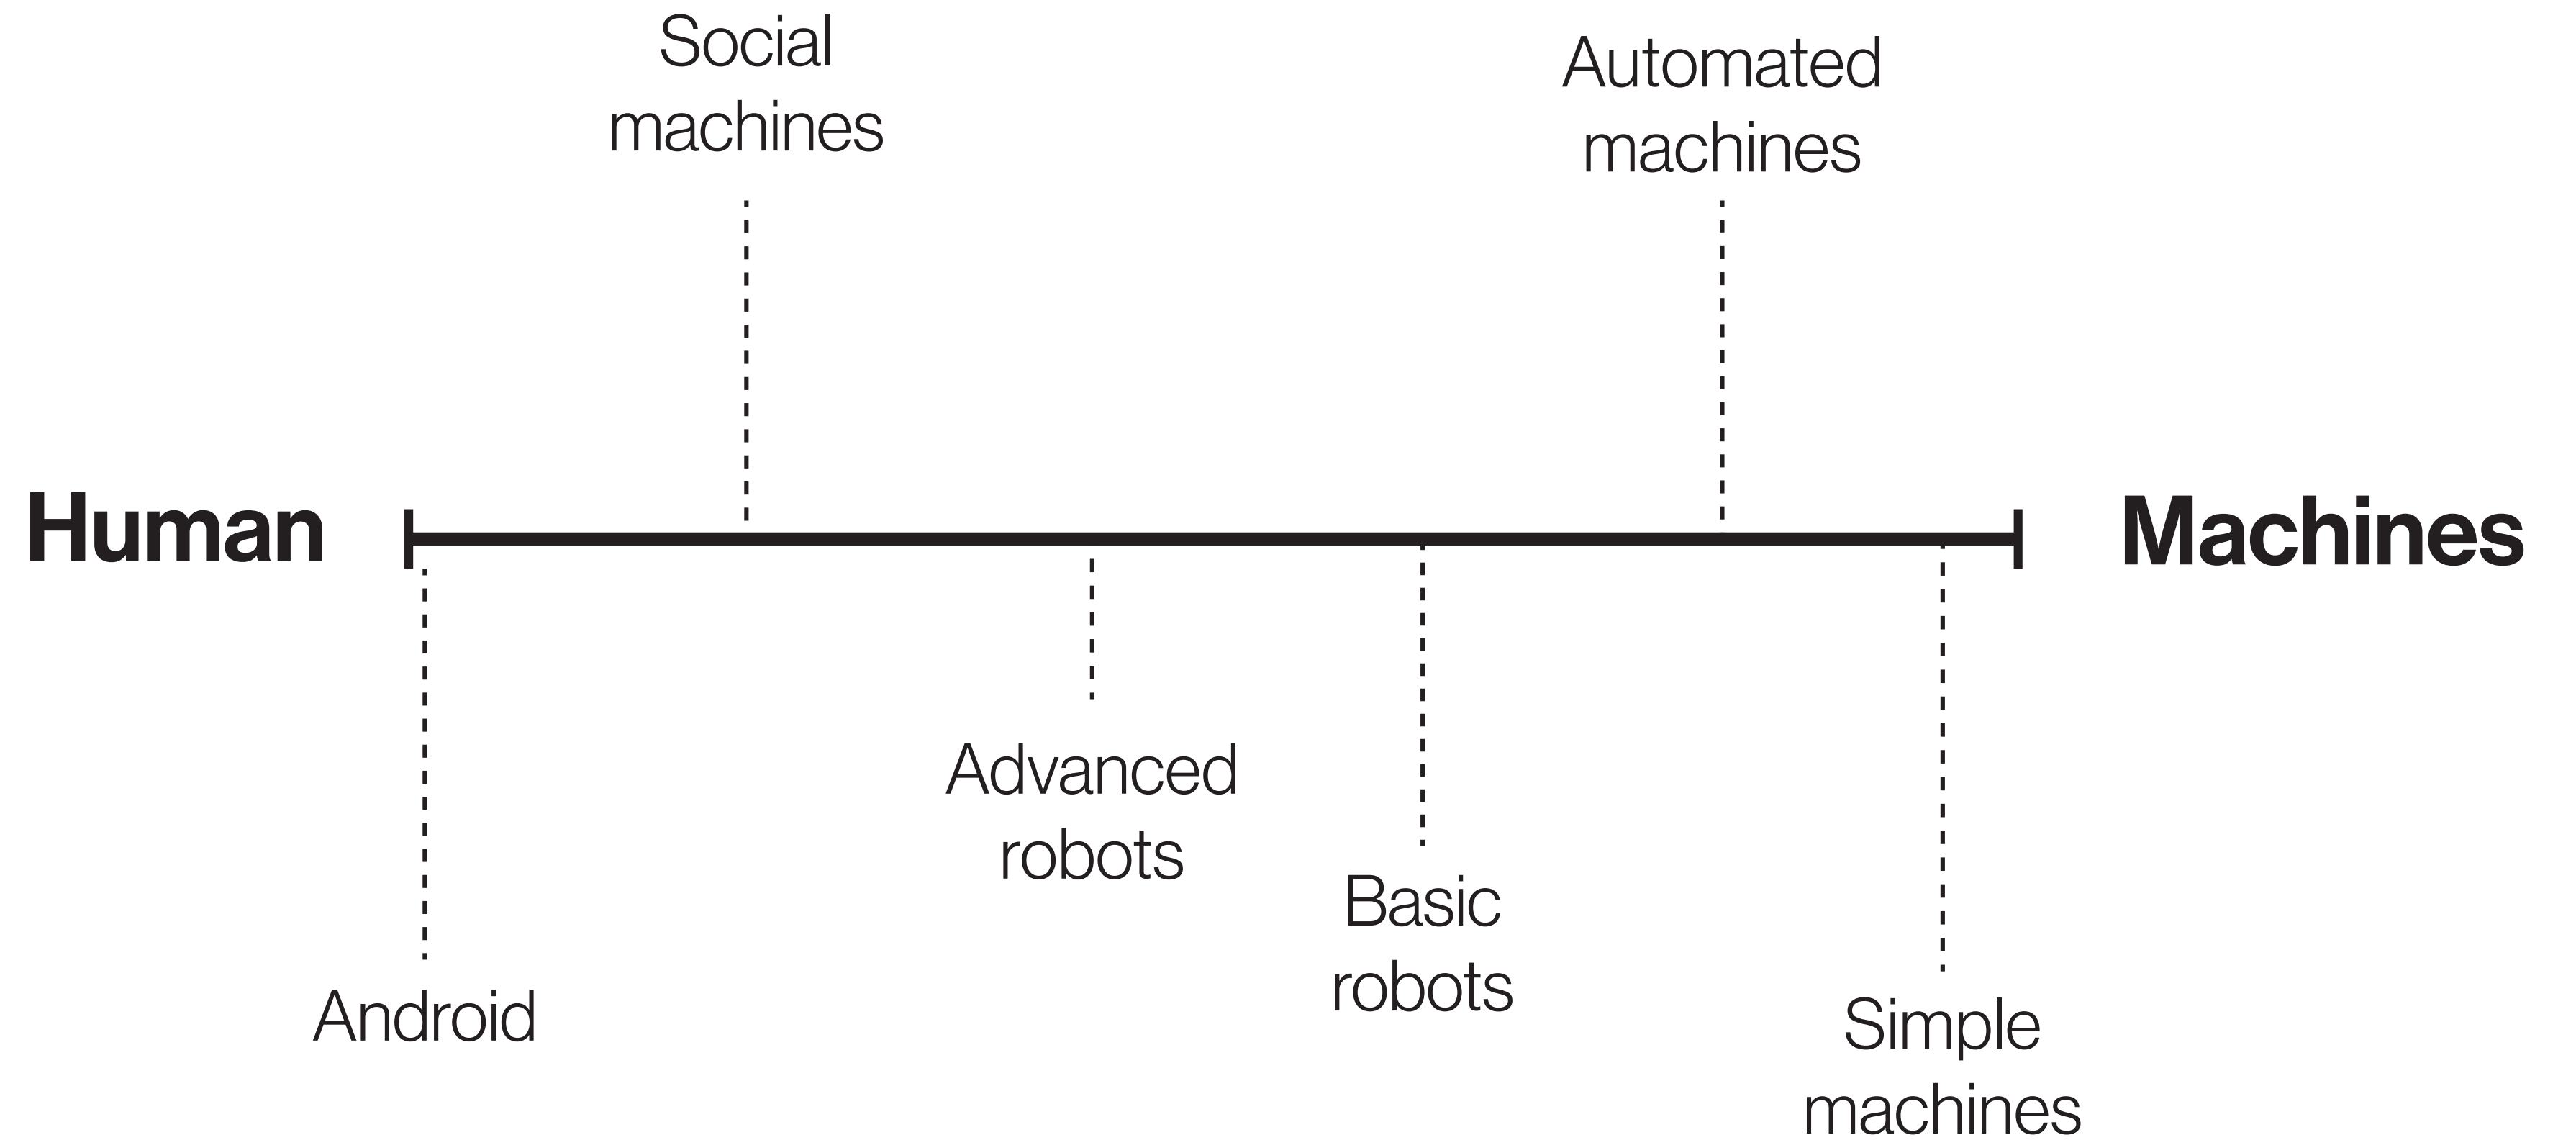 Social
machines
Automated
machines
Human
Machines
Advanced
robots
Basic
robots
Android
Simple
machines